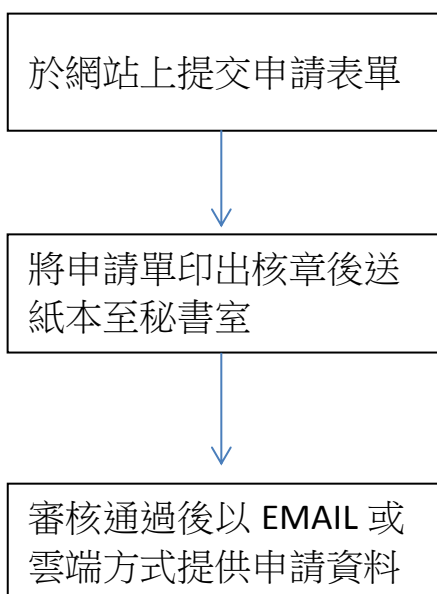 於網站上提交申請表單
將申請單印出核章後送
紙本至秘書室
審核通過後以 EMAIL 或
雲端方式提供申請資料